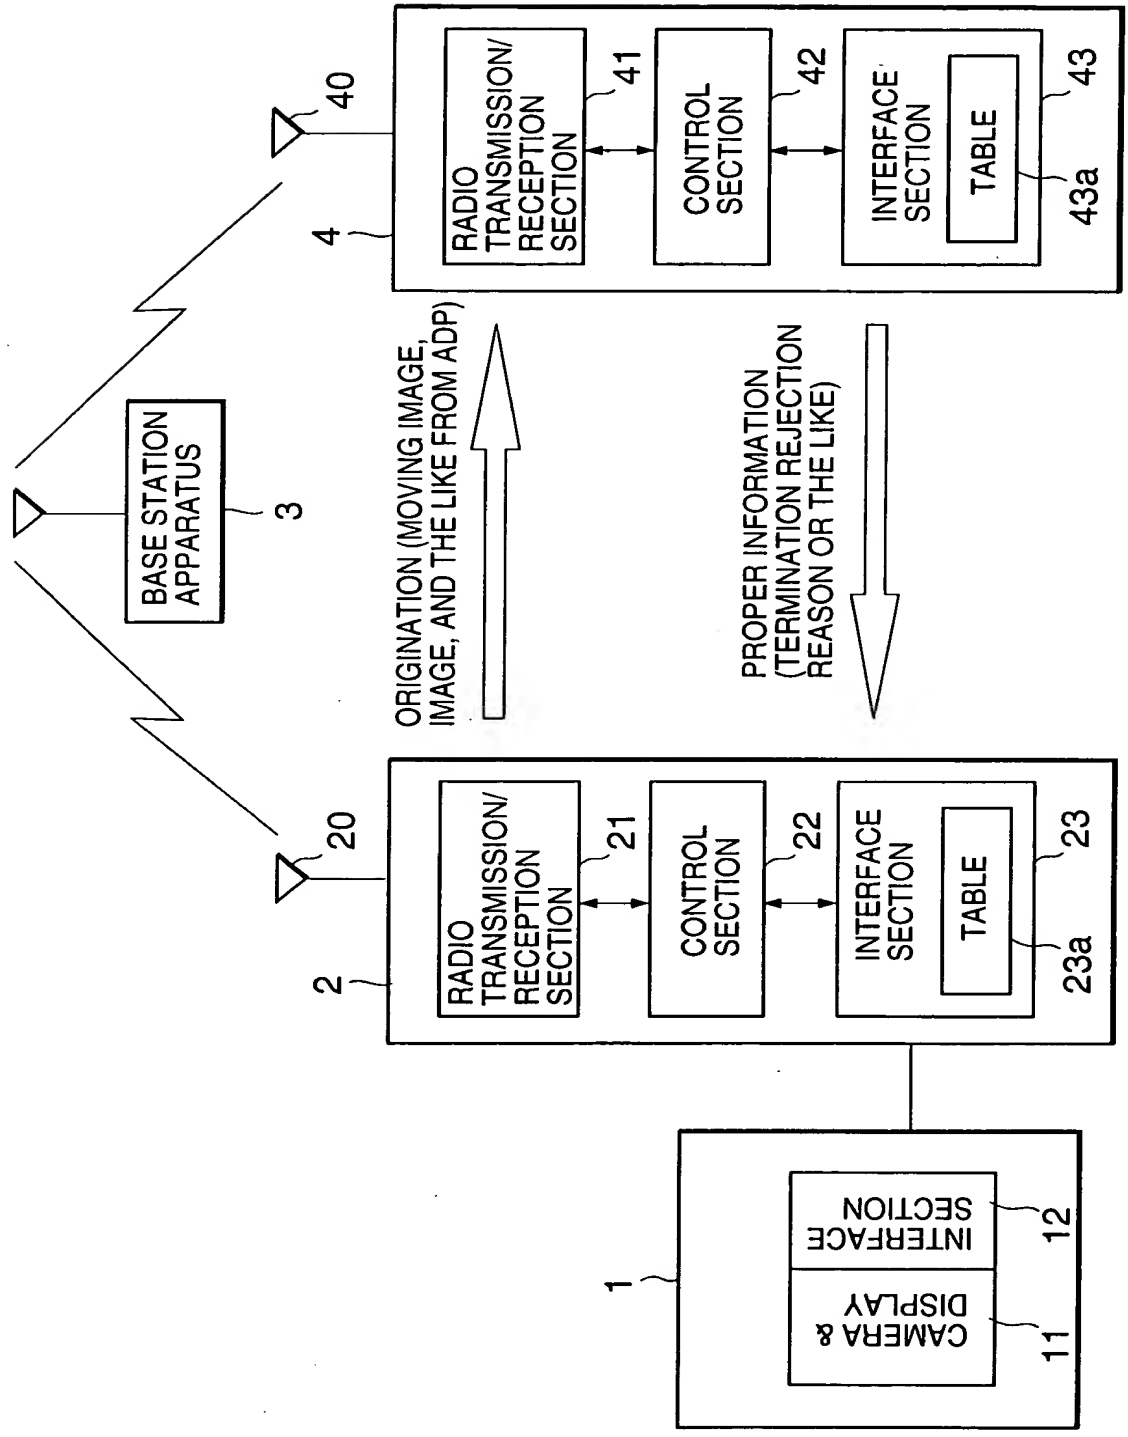 BASE STATION
APPARATUS
3
20
40
2
RADIO
TRANSMISSION/
RECEPTION
SECTION
21
CONTROL
SECTION
22
INTERFACE
SECTION
TABLE
23
23a
ORIGINATION (MOVING IMAGE,
IMAGE, AND THE LIKE FROM ADP)
PROPER INFORMATION
(TERMINATION REJECTION
REASON OR THE LIKE)
4
RADIO
TRANSMISSION/
RECEPTION
SECTION
41
CONTROL
SECTION
42
INTERFACE
SECTION
TABLE
43
43a
1
CAMERA &
DISPLAY
11
INTERFACE
SECTION
12